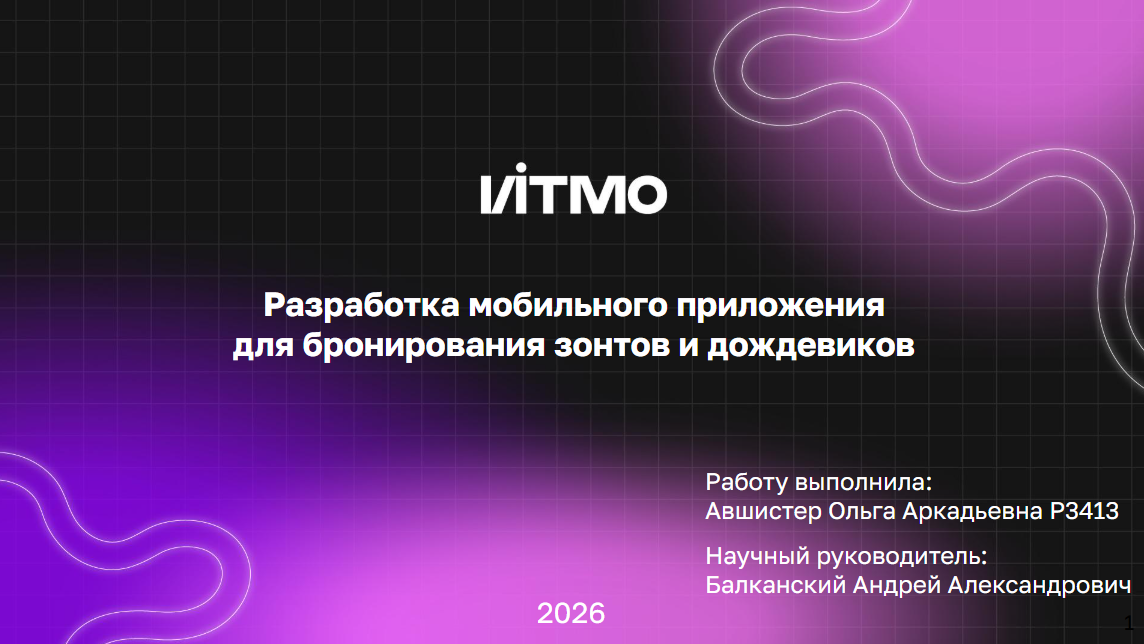 ИТМО
Разработка мобильного приложения
для бронирования зонтов и дождевиков
Работу выполнила:
Авшистер Ольга Аркадьевна P3413
Научный руководитель:
Балканский Андрей Александрович
2026
1